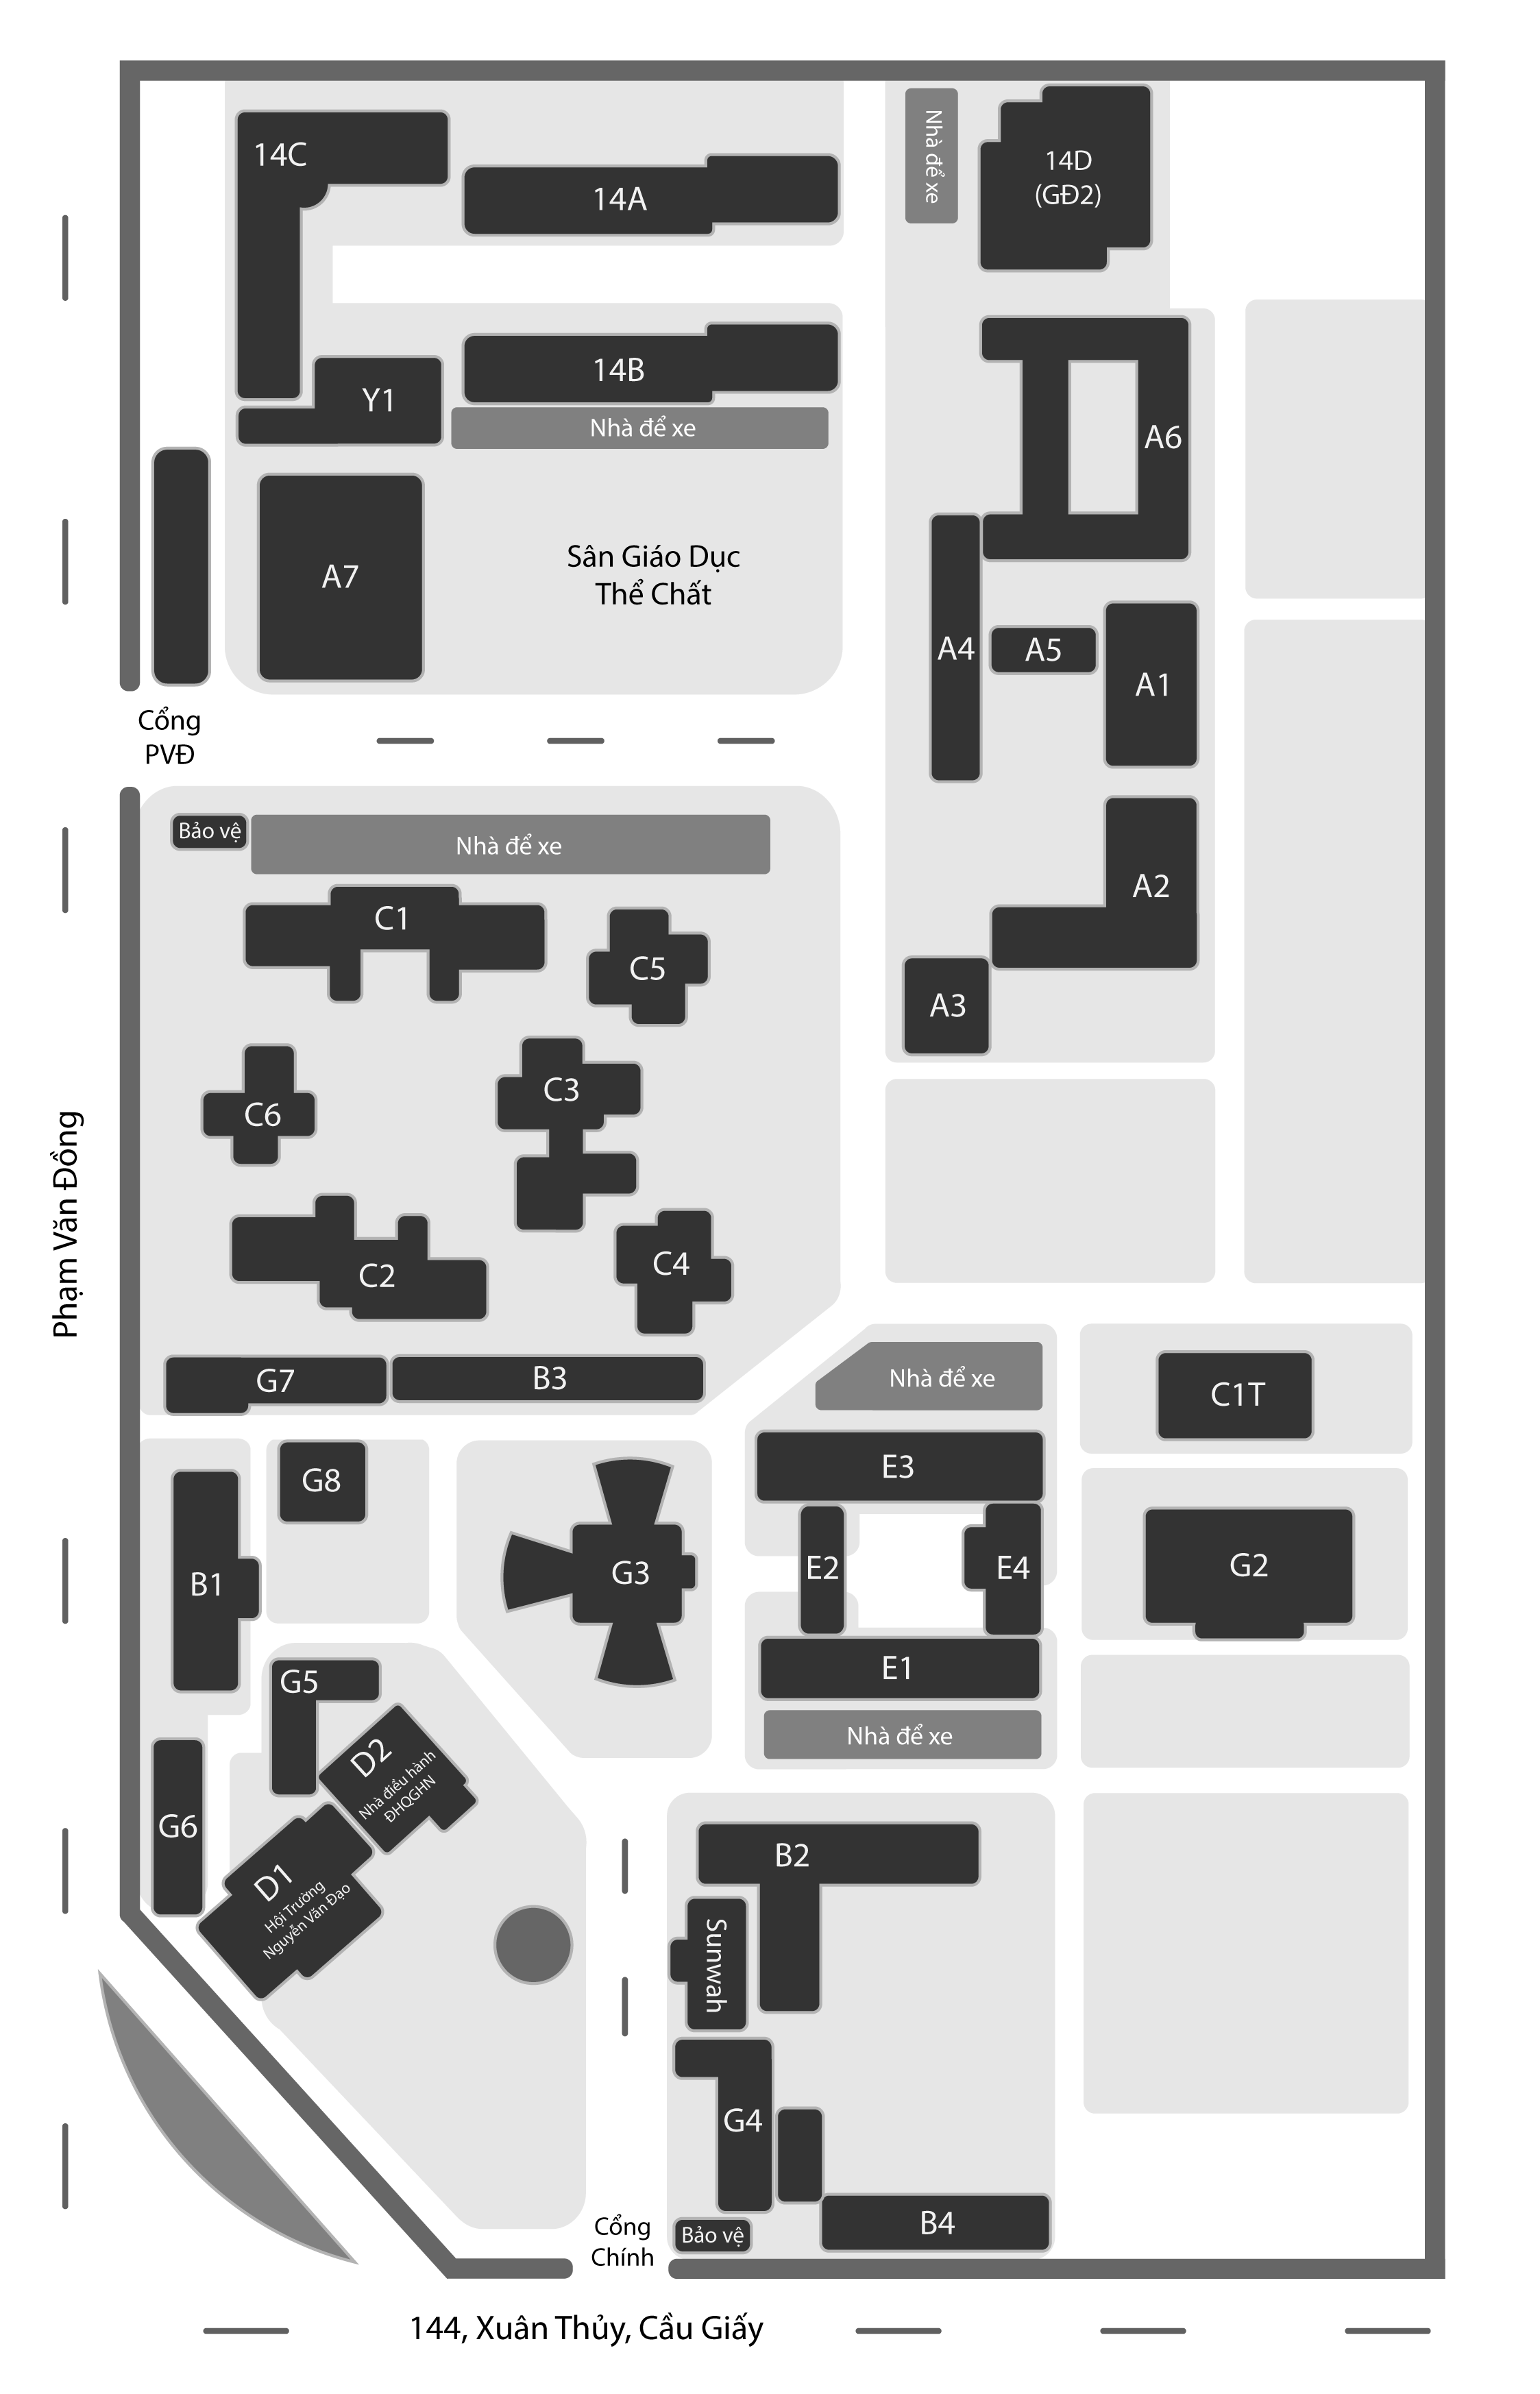 14C
14A
Nhà để xe
14D
(GĐ2)
14B
Y1
Nhà để xe
A6
Sân Giáo Dục
Thể Chất
A7
A4
A5
A1
Cổng
PVĐ
Bảo vệ
Nhà để xe
A2
C1
C5
A3
C3
C6
Phạm Văn Đồng
C4
C2
G7
B3
Nhà để xe
C1T
E3
G8
G3
E2
E4
G2
B1
E1
G5
Nhà để xe
D2
Nhà điều hành
ĐHQGHN
G6
B2
D1
Hội Trường
Nguyễn Văn Đạo
Sunwah
G4
B4
Cổng
Chính
Bảo vệ
144, Xuân Thủy, Cầu Giấy